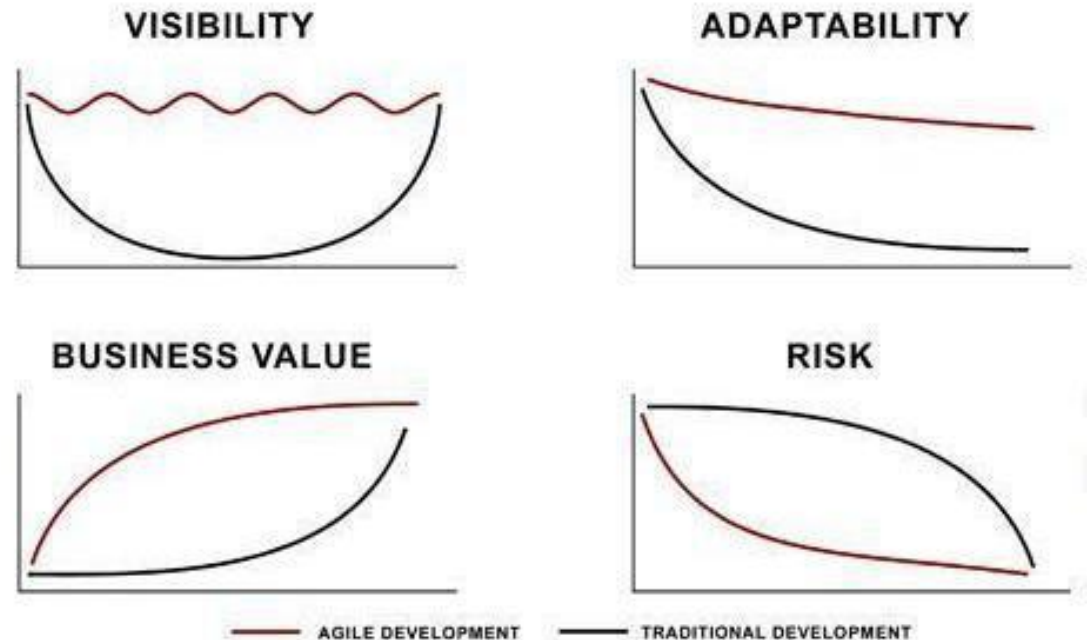 VISIBILITY
ADAPTABILITY
BUSINESS VALUE
RISK
AGILE DEVELOPMENT
TRADITIONAL DEVELOPMENT